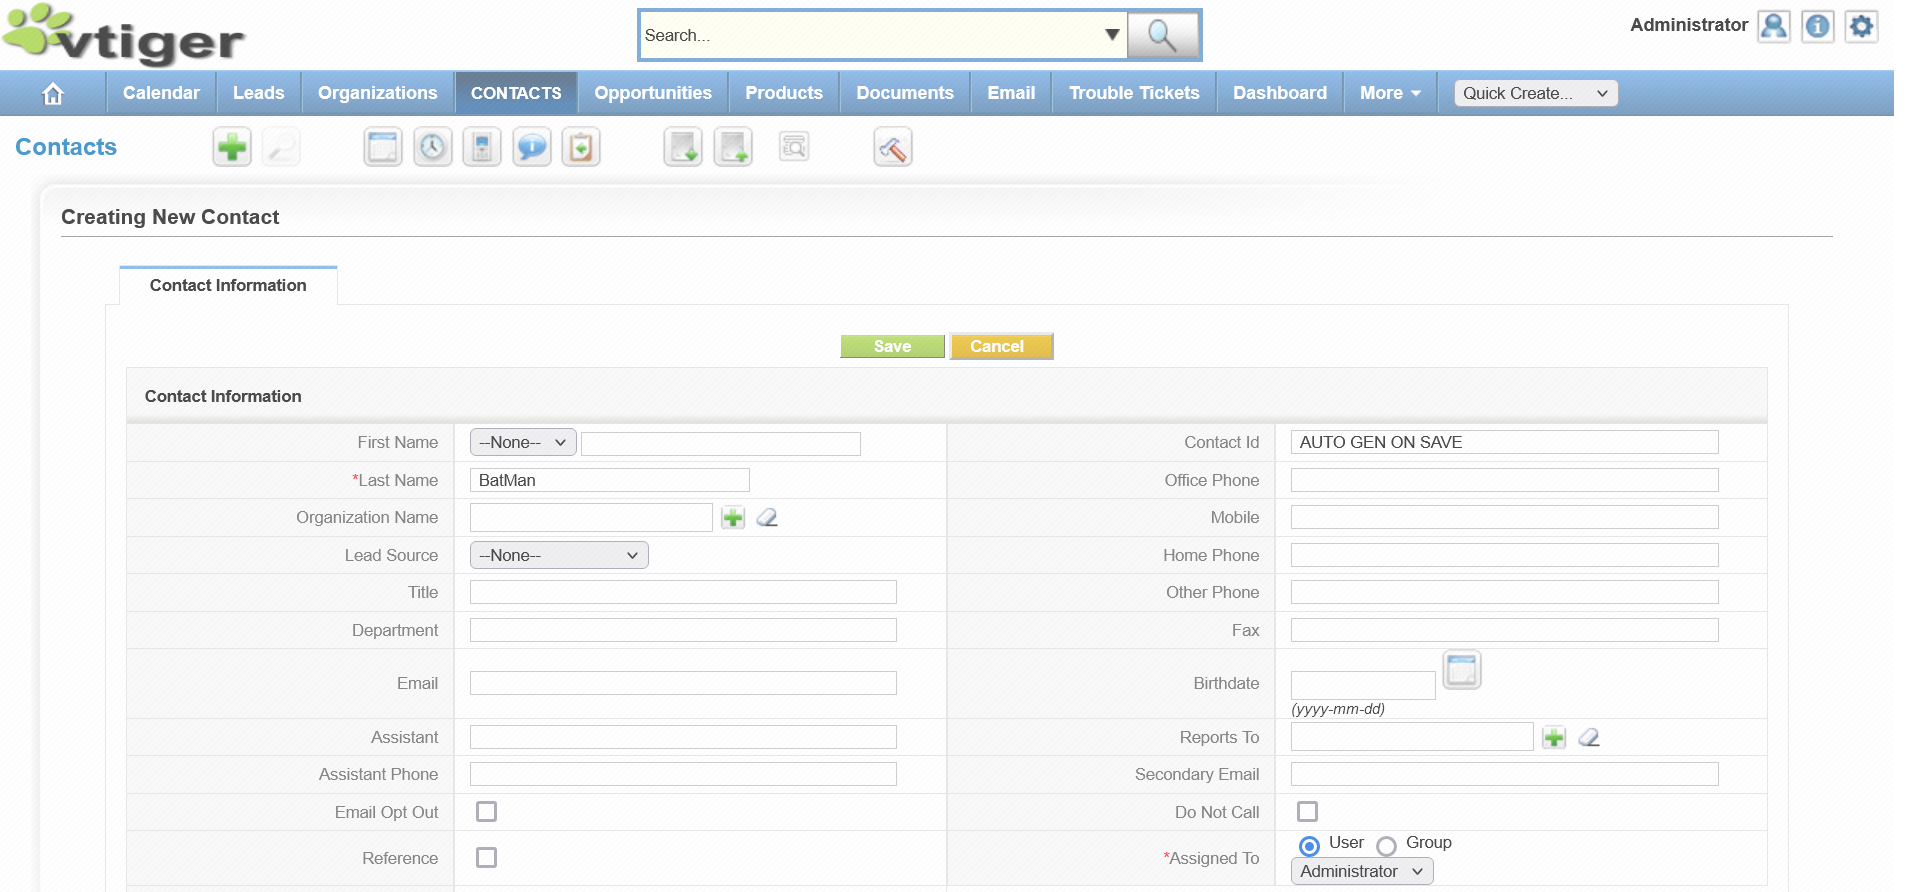 vtiger
Search...
Administrator
Calendar Leads Organizations CONTACTS Opportunities Products Documents Email Trouble Tickets Dashboard More Quick Create...
Contacts
Creating New Contact
Contact Information
Save Cancel
Contact Information
First Name --None-- Contact Id AUTO GEN ON SAVE
*Last Name BatMan Office Phone
Organization Name Mobile
Lead Source --None-- Home Phone
Title Other Phone
Department Fax
Email Birthdate
(yyyy-mm-dd)
Assistant Reports To
Assistant Phone Secondary Email
Email Opt Out Do Not Call
User Group
Reference *Assigned To
Administrator